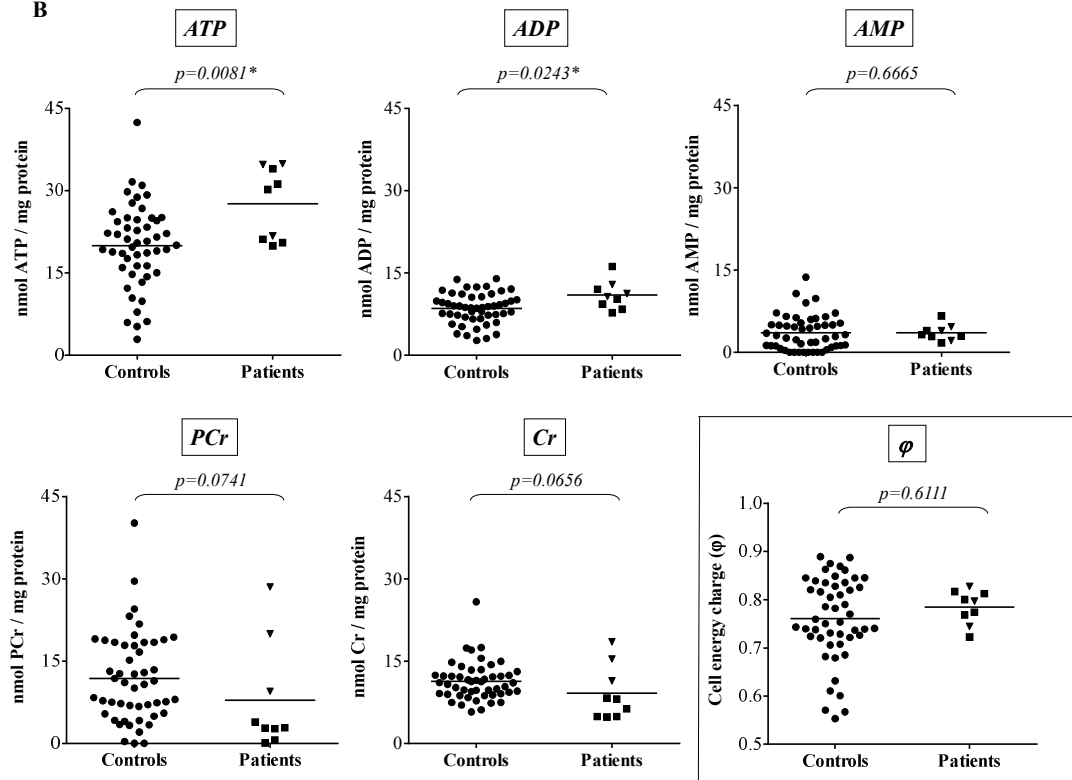 B
ATP
ADP
AMP
p=0.0081*
p=0.0243*
p=0.6665
nmol ATP / mg protein
45
30
15
0
Controls
Patients
nmol ADP / mg protein
45
30
15
0
Controls
Patients
nmol AMP / mg protein
45
30
15
0
Controls
Patients
PCr
Cr
φ
p=0.0741
p=0.0656
p=0.6111
nmol PCr / mg protein
45
30
15
0
Controls
Patients
nmol Cr / mg protein
45
30
15
0
Controls
Patients
Cell energy charge (φ)
1.0
0.9
0.8
0.7
0.6
0.5
Controls
Patients